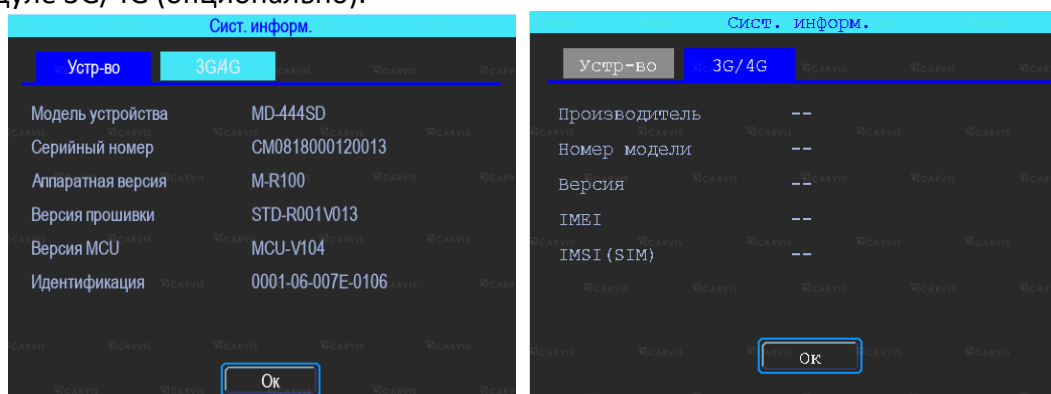 дуле 3G/4G (опционально).
Сист. информ.
Устр-во 3G/4G
Модель устройства MD-444SD
Серийный номер CM0818000120013
Аппаратная версия M-R100
Версия прошивки STD-R001V013
Версия MCU MCU-V104
Идентификация 0001-06-007E-0106
Ок
Сист. информ.
Устр-во 3G/4G
Производитель --
Номер модели --
Версия --
IMEI --
IMSI(SIM) --
Ок
CARVIS